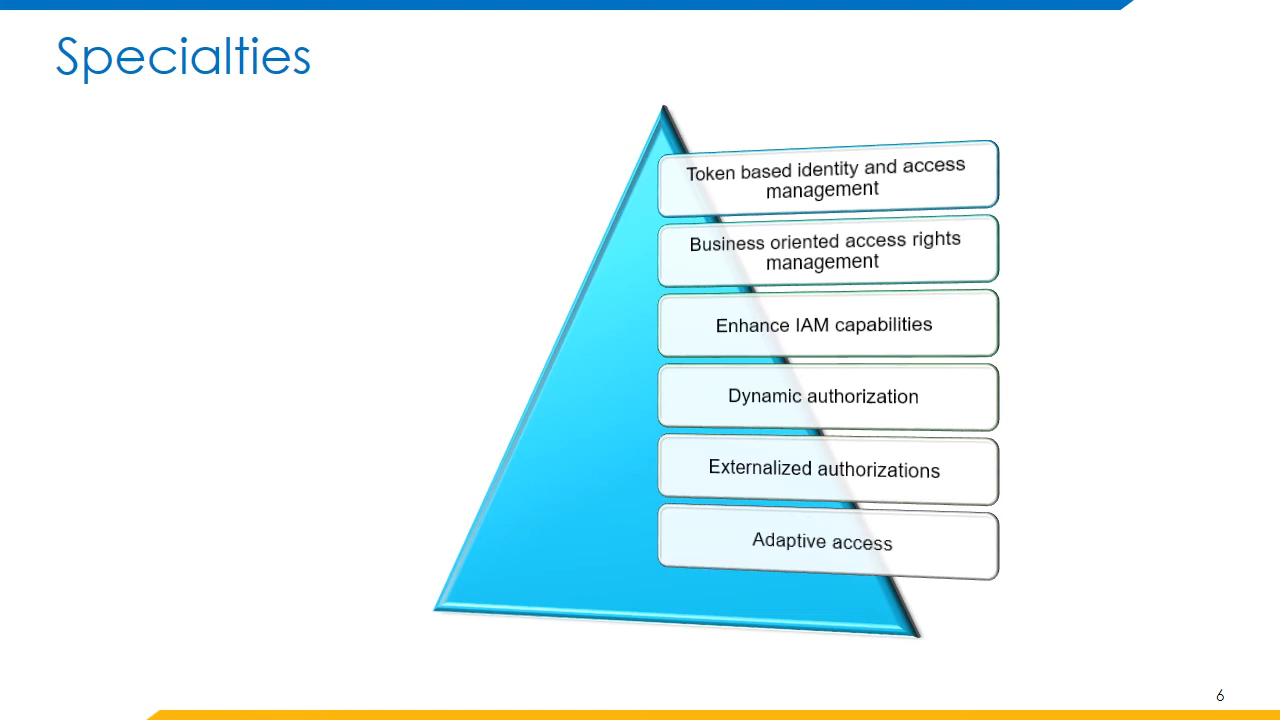 Specialties
Token based identity and access
management
Business oriented access rights
management
Enhance IAM capabilities
Dynamic authorization
Externalized authorizations
Adaptive access
6